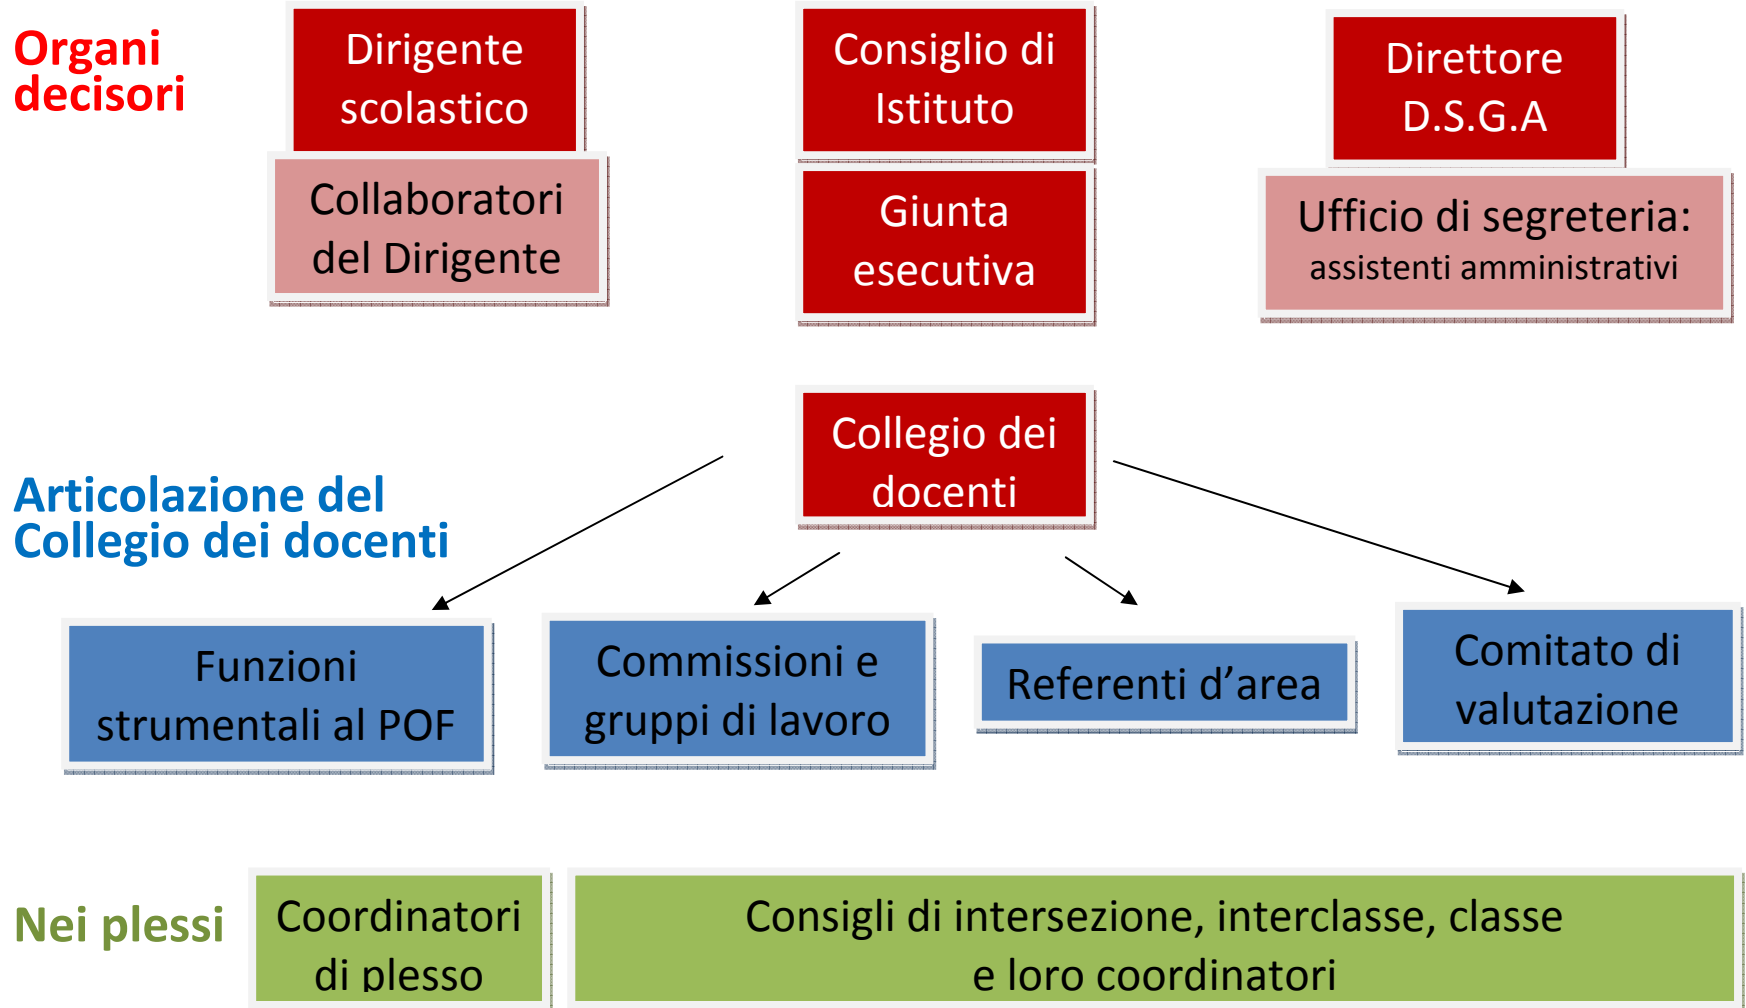 Organi
decisori
Dirigente
scolastico
Collaboratori
del Dirigente
Consiglio di
Istituto
Giunta
esecutiva
Direttore
D.S.G.A
Ufficio di segreteria:
assistenti amministrativi
Collegio dei
docenti
Articolazione del
Collegio dei docenti
Funzioni
strumentali al POF
Commissioni e
gruppi di lavoro
Referenti d’area
Comitato di
valutazione
Nei plessi
Coordinatori
di plesso
Consigli di intersezione, interclasse, classe
e loro coordinatori